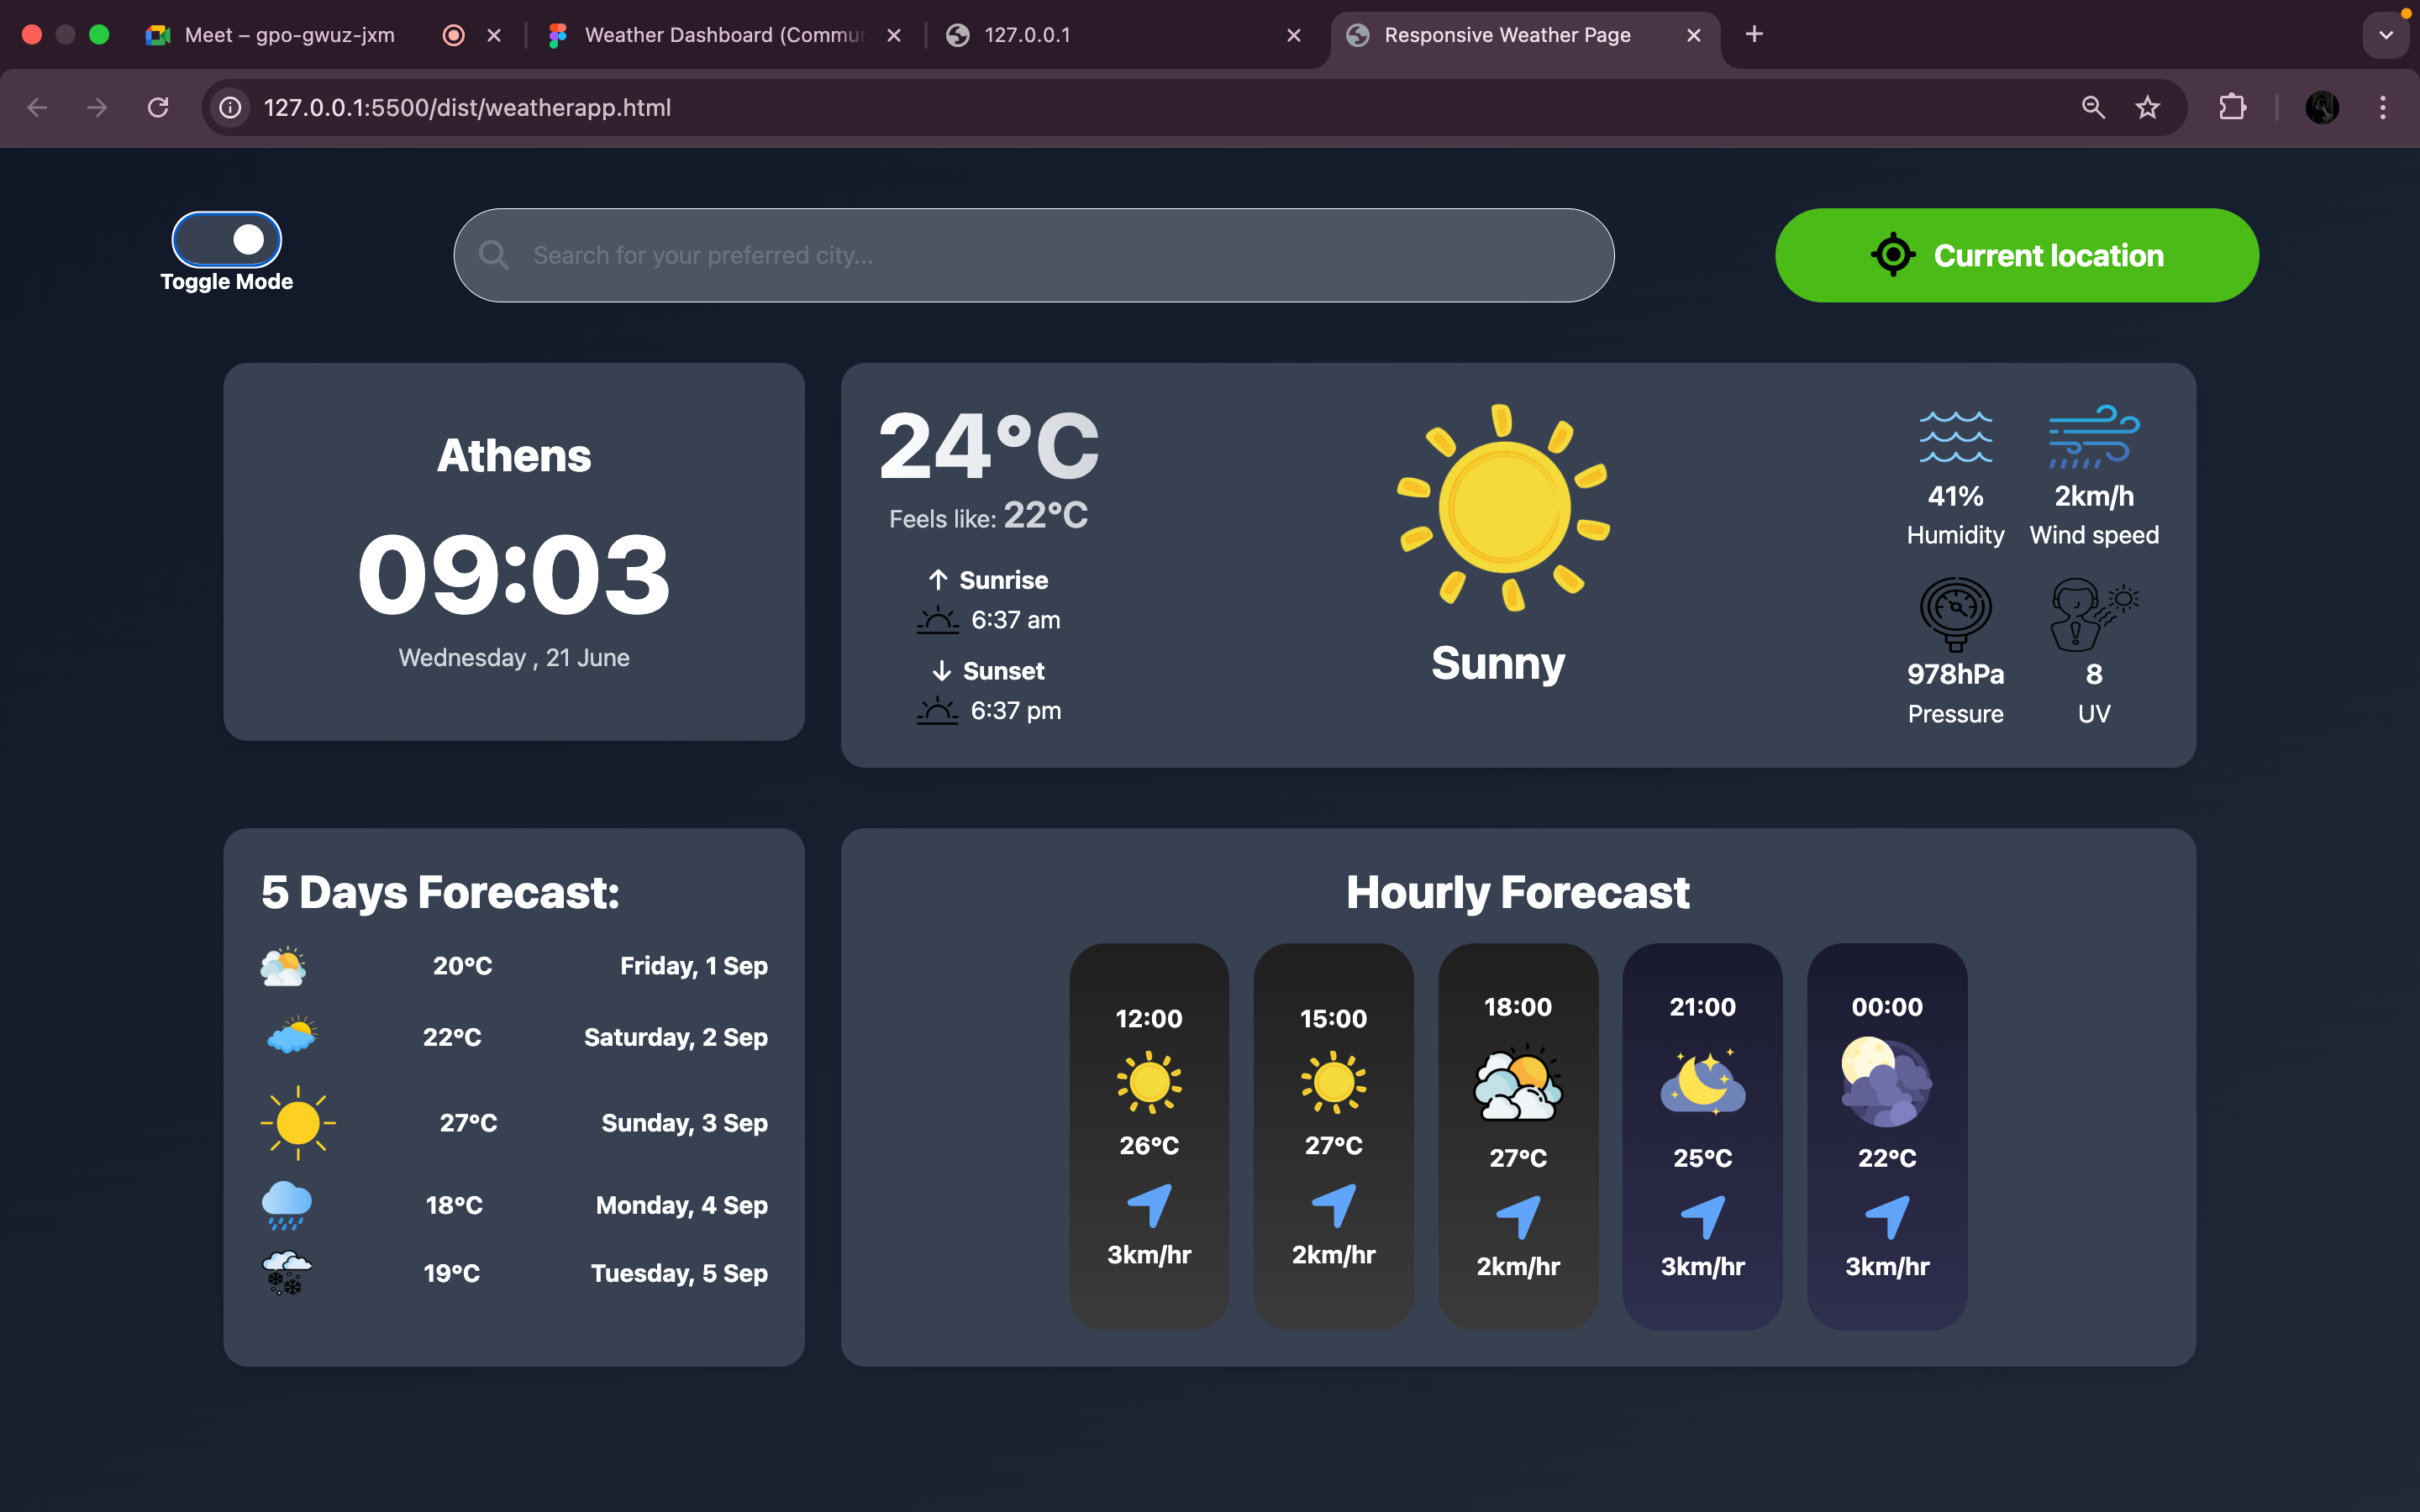 Meet – gpo-gwuz-jxm
Weather Dashboard (Commun
127.0.0.1
Responsive Weather Page
127.0.0.1:5500/dist/weatherapp.html
Toggle Mode
Search for your preferred city...
Current location
Athens
09:03
Wednesday , 21 June
24°C
Feels like: 22°C
Sunrise
6:37 am
Sunset
6:37 pm
Sunny
41%
Humidity
2km/h
Wind speed
978hPa
Pressure
8
UV
5 Days Forecast:
20°C Friday, 1 Sep
22°C Saturday, 2 Sep
27°C Sunday, 3 Sep
18°C Monday, 4 Sep
19°C Tuesday, 5 Sep
Hourly Forecast
12:00
26°C
3km/hr
15:00
27°C
2km/hr
18:00
27°C
2km/hr
21:00
25°C
3km/hr
00:00
22°C
3km/hr